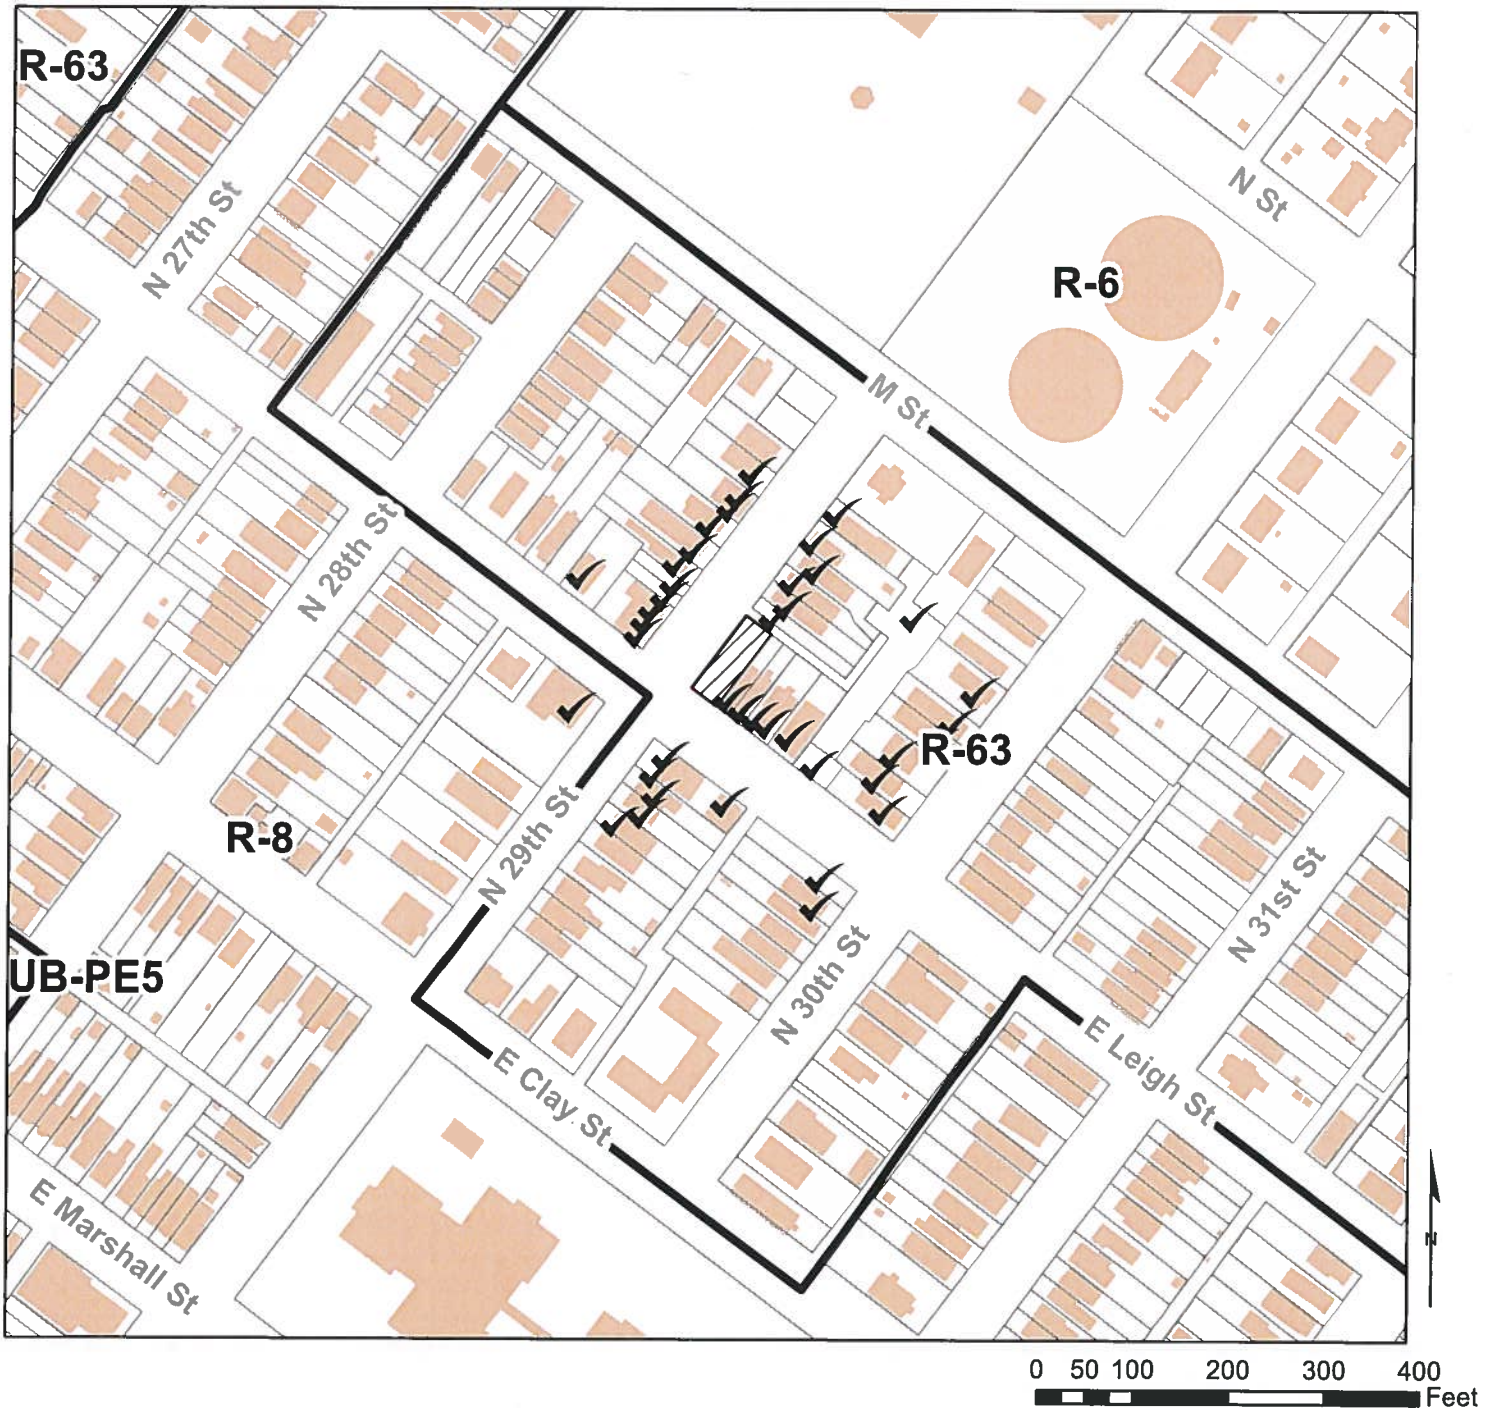 R-63
N 27th St
N St
R-6
M St
N 28th St
R-63
R-8
N 29th St
N 31st St
UB-PE5
N 30th St
E Leigh St
E Clay St
E Marshall St
N
0 50 100 200 300 400
Feet